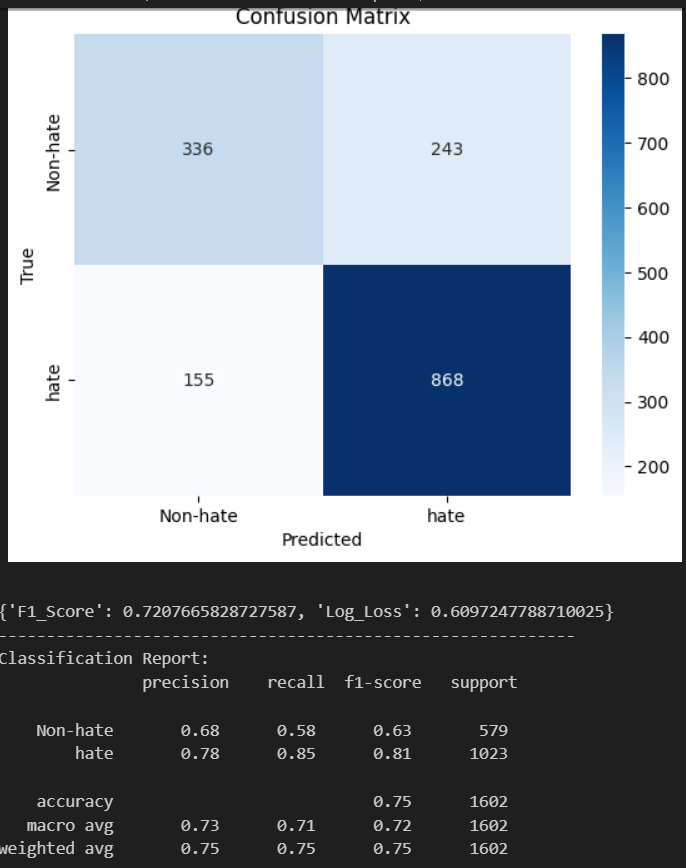 Confusion Matrix
Non-hate 336 243 800
700
600
True 500
400
hate 155 868 300
200
Non-hate hate
Predicted
{'F1_Score': 0.7207665828727587, 'Log_Loss': 0.6097247788710025}
------------------------------------------------------------
Classification Report:
precision recall f1-score support
Non-hate 0.68 0.58 0.63 579
hate 0.78 0.85 0.81 1023
accuracy 0.75 1602
macro avg 0.73 0.71 0.72 1602
weighted avg 0.75 0.75 0.75 1602